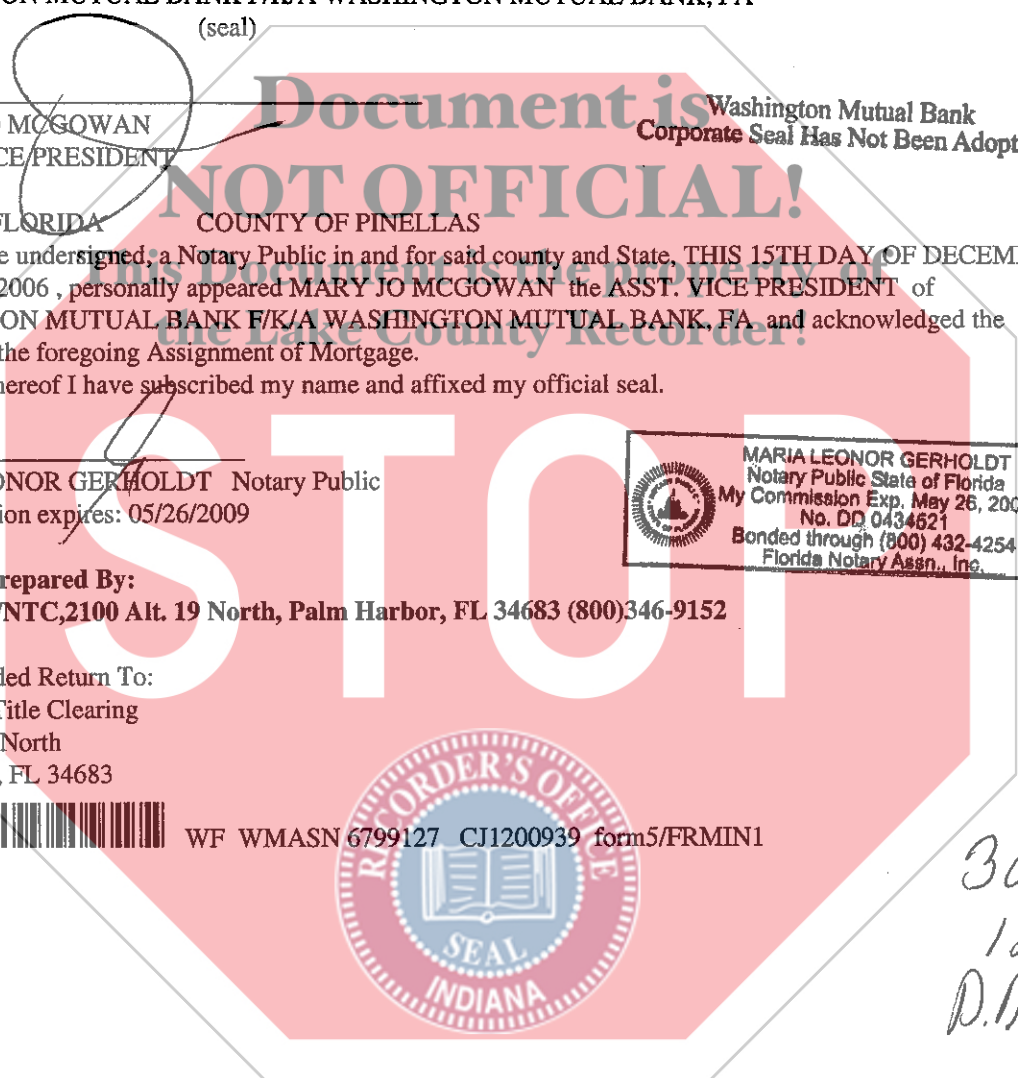 ON MUTUAL BANK F/K/A WASHINGTON MUTUAL BANK, FA
(seal)
MCGOWAN
CE PRESIDENT
Washington Mutual Bank
Corporate Seal Has Not Been Adopt
Document is
NOT OFFICIAL!
This Document is the property of
the Lake County Recorder!
FLORIDA COUNTY OF PINELLAS
e undersigned, a Notary Public in and for said county and State, THIS 15TH DAY OF DECEM
2006 , personally appeared MARY JO MCGOWAN the ASST. VICE PRESIDENT of
ON MUTUAL BANK F/K/A WASHINGTON MUTUAL BANK, FA and acknowledged the
the foregoing Assignment of Mortgage.
hereof I have subscribed my name and affixed my official seal.
STOP
ONOR GERHOLDT Notary Public
ion expires: 05/26/2009
MARIA LEONOR GERHOLDT
Notary Public State of Florida
My Commission Exp. May 26, 200
No. DD 0434621
Bonded through (800) 432-4254
Florida Notary Assn., Inc.
repared By:
/NTC,2100 Alt. 19 North, Palm Harbor, FL 34683 (800)346-9152
ded Return To:
Title Clearing
North
, FL 34683
WF WMASN 6799127 CJ1200939 form5/FRMIN1
RECORDER'S OFFICE
SEAL
INDIANA